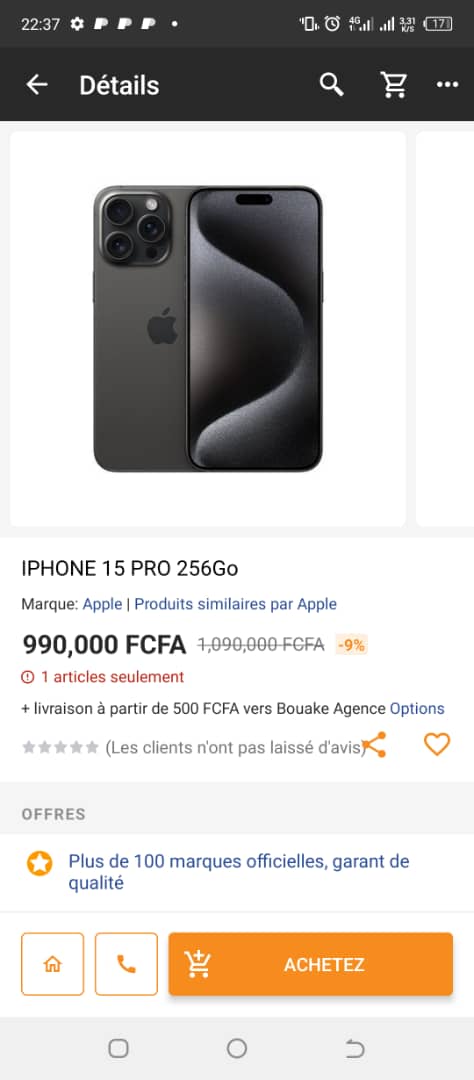 22:37 4G 3,31 K/S 17
Détails
IPHONE 15 PRO 256Go
Marque: Apple | Produits similaires par Apple
990,000 FCFA 1,090,000 FCFA -9%
1 articles seulement
+ livraison à partir de 500 FCFA vers Bouake Agence Options
(Les clients n'ont pas laissé d'avis)
OFFRES
Plus de 100 marques officielles, garant de
qualité
ACHETEZ